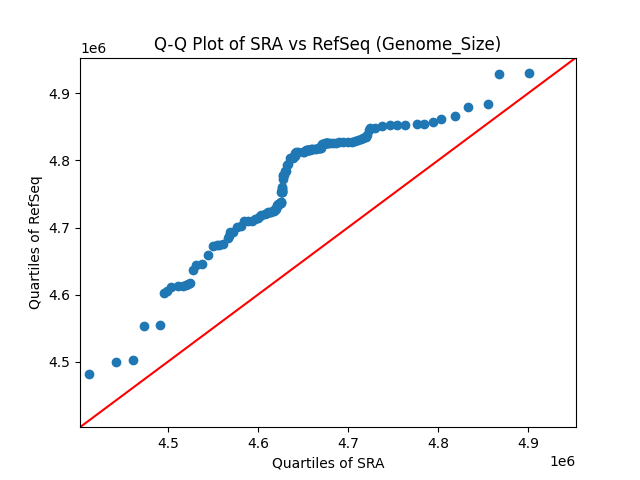 Q-Q Plot of SRA vs RefSeq (Genome_Size)
1e6
4.9
4.8
4.7
4.6
4.5
Quartiles of RefSeq
4.5 4.6 4.7 4.8 4.9
Quartiles of SRA
1e6